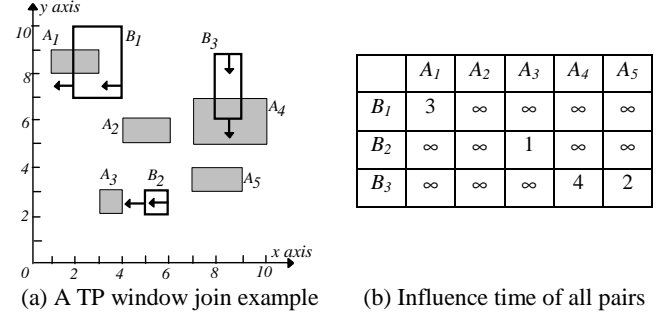 y axis
10
A1
B1
B3
8
A4
6
A2
4
A3
B2
A5
2
x axis
0 2 4 6 8 10
(a) A TP window join example
A1 A2 A3 A4 A5
B1 3 ∞ ∞ ∞ ∞
B2 ∞ ∞ 1 ∞ ∞
B3 ∞ ∞ ∞ 4 2
(b) Influence time of all pairs